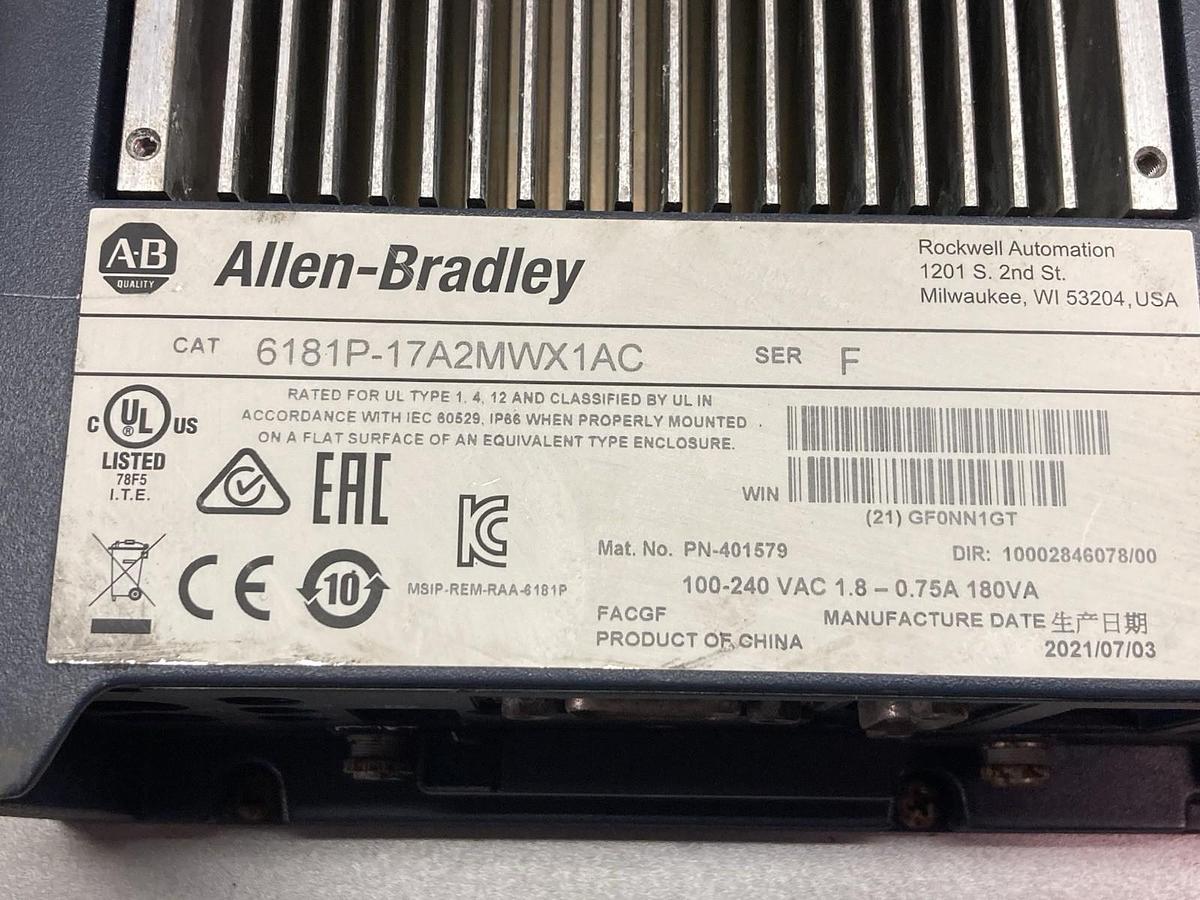 A-B
QUALITY
Allen-Bradley
Rockwell Automation
1201 S. 2nd St.
Milwaukee, WI 53204, USA
CAT 6181P-17A2MWX1AC SER F
C UL ® US
LISTED
78F5
I.T.E.
RATED FOR UL TYPE 1, 4, 12 AND CLASSIFIED BY UL IN
ACCORDANCE WITH IEC 60529, IP66 WHEN PROPERLY MOUNTED
ON A FLAT SURFACE OF AN EQUIVALENT TYPE ENCLOSURE.
EAC
KC
MSIP-REM-RAA-6181P
CE
10
WIN
(21) GF0NN1GT
Mat. No. PN-401579 DIR: 10002846078/00
100-240 VAC 1.8 – 0.75A 180VA
FACGF
MANUFACTURE DATE 生产日期
PRODUCT OF CHINA
2021/07/03